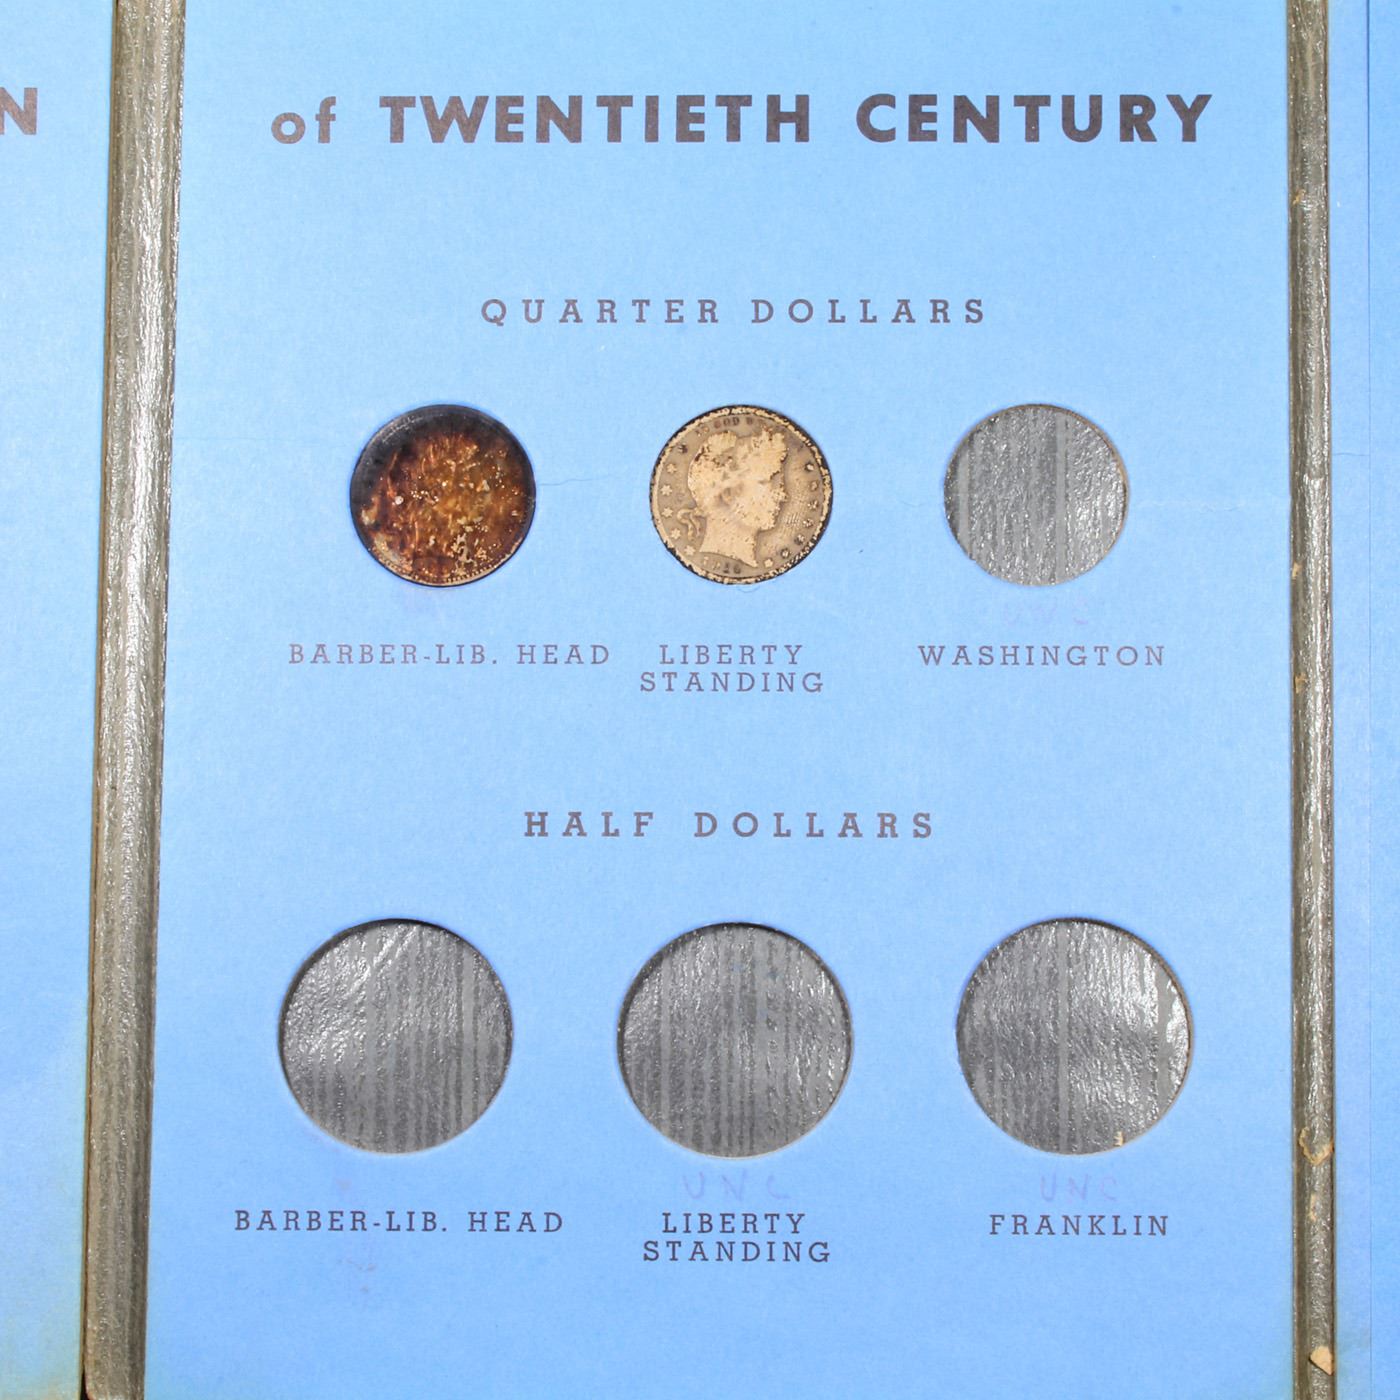 N
of TWENTIETH CENTURY
QUARTER DOLLARS
UNC
BARBER-LIB. HEAD
LIBERTY
STANDING
WASHINGTON
HALF DOLLARS
UNC
UNC
BARBER-LIB. HEAD
LIBERTY
STANDING
FRANKLIN